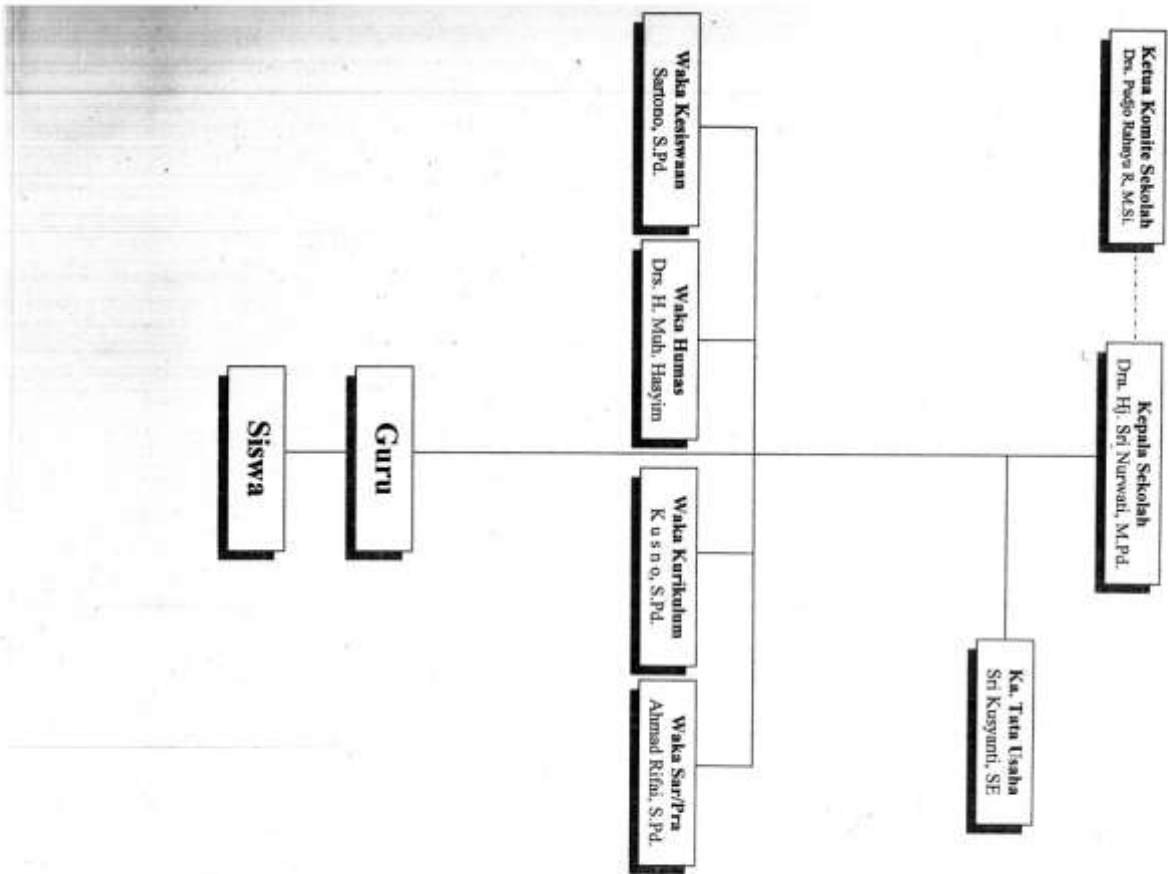 Ketua Komite Sekolah
Drs. Pudjo Rahayu R, M.Si.
Kepala Sekolah
Dra. Hj. Sri Nurwati, M.Pd.
Ka. Tata Usaha
Sri Kusyanti, SE
Waka Kesiswaan
Sartono, S.Pd.
Waka Humas
Drs. H. Muh. Hasyim
Waka Kurikulum
K u s n o, S.Pd.
Waka Sar/Pra
Ahmad Rifai, S.Pd.
Guru
Siswa